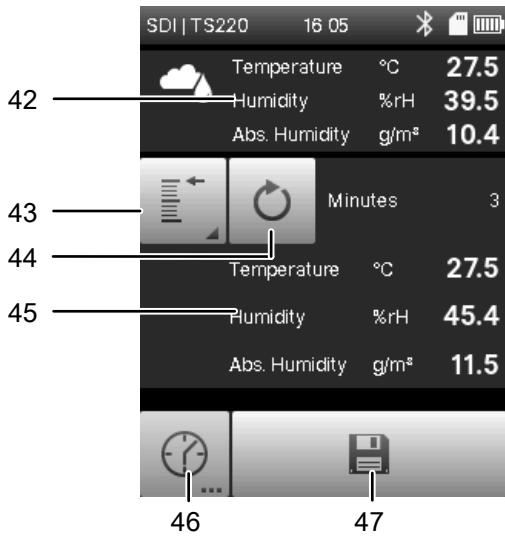 SDI | TS220 16 05
Temperature °C 27.5
42 Humidity %rH 39.5
Abs. Humidity g/m³ 10.4
43 Minutes 3
44
Temperature °C 27.5
45 Humidity %rH 45.4
Abs. Humidity g/m³ 11.5
46 47